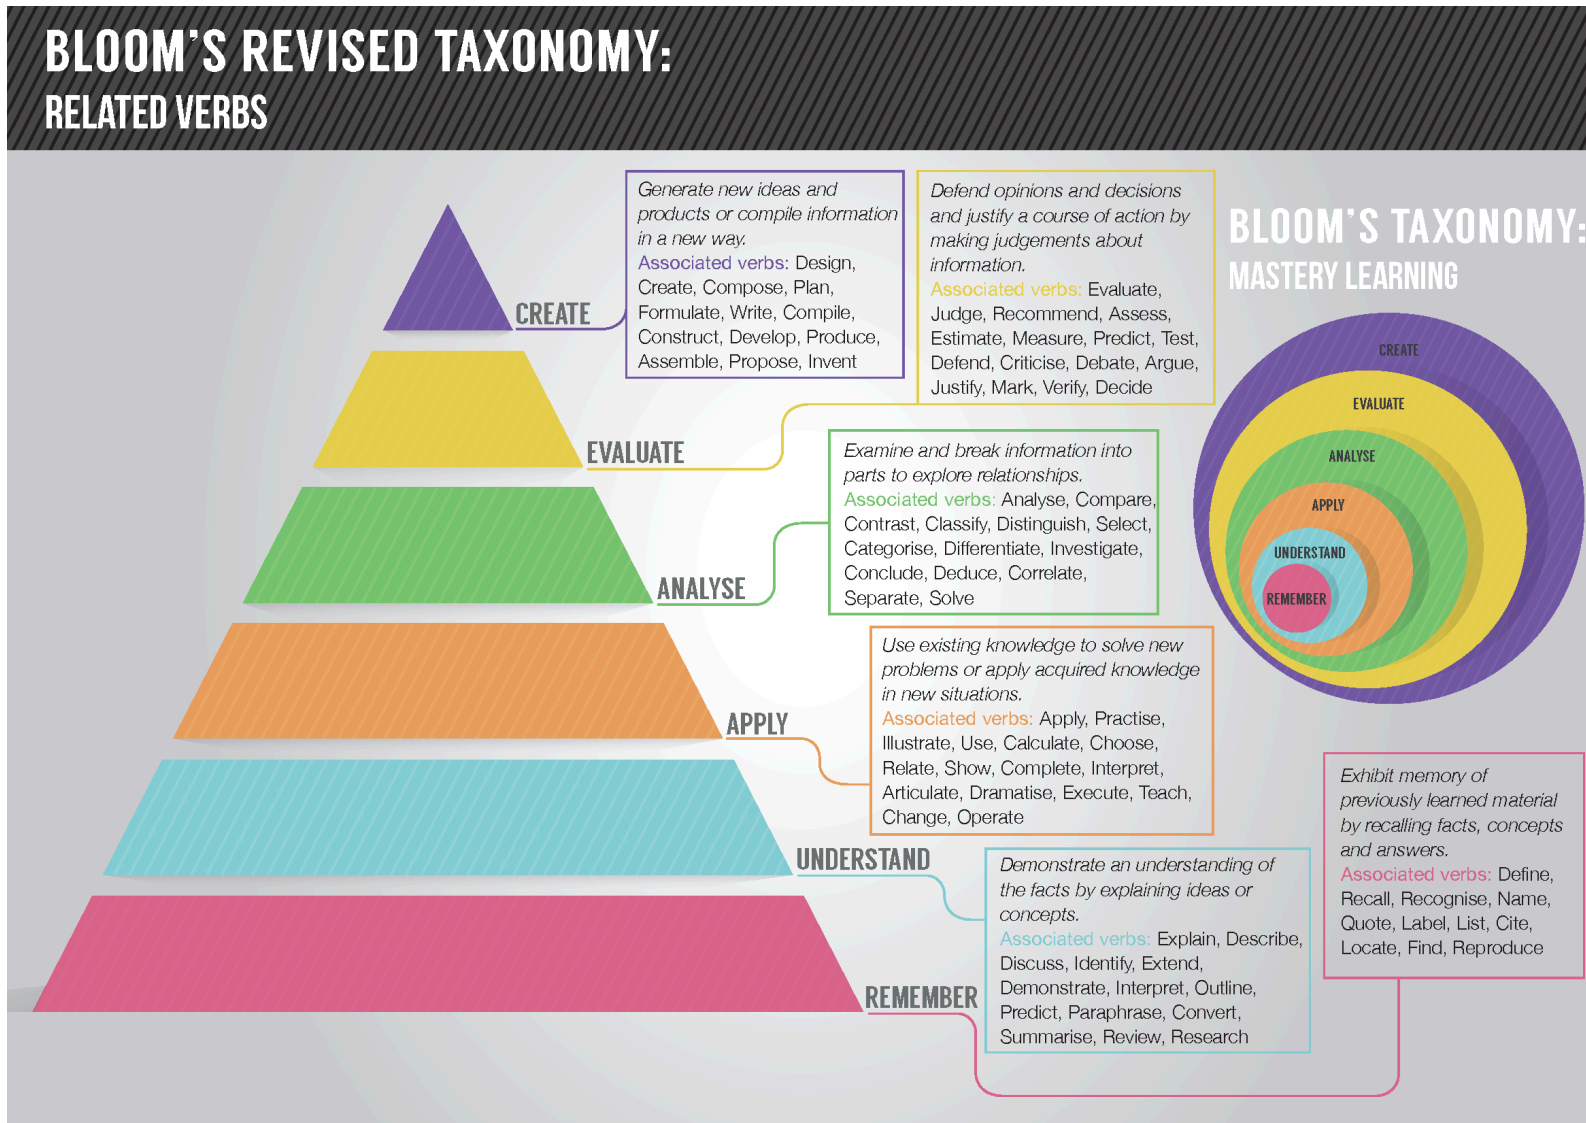 BLOOM'S REVISED TAXONOMY:
RELATED VERBS
CREATE
Generate new ideas and
products or compile information
in a new way.
Associated verbs: Design,
Create, Compose, Plan,
Formulate, Write, Compile,
Construct, Develop, Produce,
Assemble, Propose, Invent
EVALUATE
Defend opinions and decisions
and justify a course of action by
making judgements about
information.
Associated verbs: Evaluate,
Judge, Recommend, Assess,
Estimate, Measure, Predict, Test,
Defend, Criticise, Debate, Argue,
Justify, Mark, Verify, Decide
ANALYSE
Examine and break information into
parts to explore relationships.
Associated verbs: Analyse, Compare,
Contrast, Classify, Distinguish, Select,
Categorise, Differentiate, Investigate,
Conclude, Deduce, Correlate,
Separate, Solve
APPLY
Use existing knowledge to solve new
problems or apply acquired knowledge
in new situations.
Associated verbs: Apply, Practise,
Illustrate, Use, Calculate, Choose,
Relate, Show, Complete, Interpret,
Articulate, Dramatise, Execute, Teach,
Change, Operate
UNDERSTAND
Demonstrate an understanding of
the facts by explaining ideas or
concepts.
Associated verbs: Explain, Describe,
Discuss, Identify, Extend,
Demonstrate, Interpret, Outline,
Predict, Paraphrase, Convert,
Summarise, Review, Research
REMEMBER
Exhibit memory of
previously learned material
by recalling facts, concepts
and answers.
Associated verbs: Define,
Recall, Recognise, Name,
Quote, Label, List, Cite,
Locate, Find, Reproduce
BLOOM'S TAXONOMY:
MASTERY LEARNING
CREATE
EVALUATE
ANALYSE
APPLY
UNDERSTAND
REMEMBER